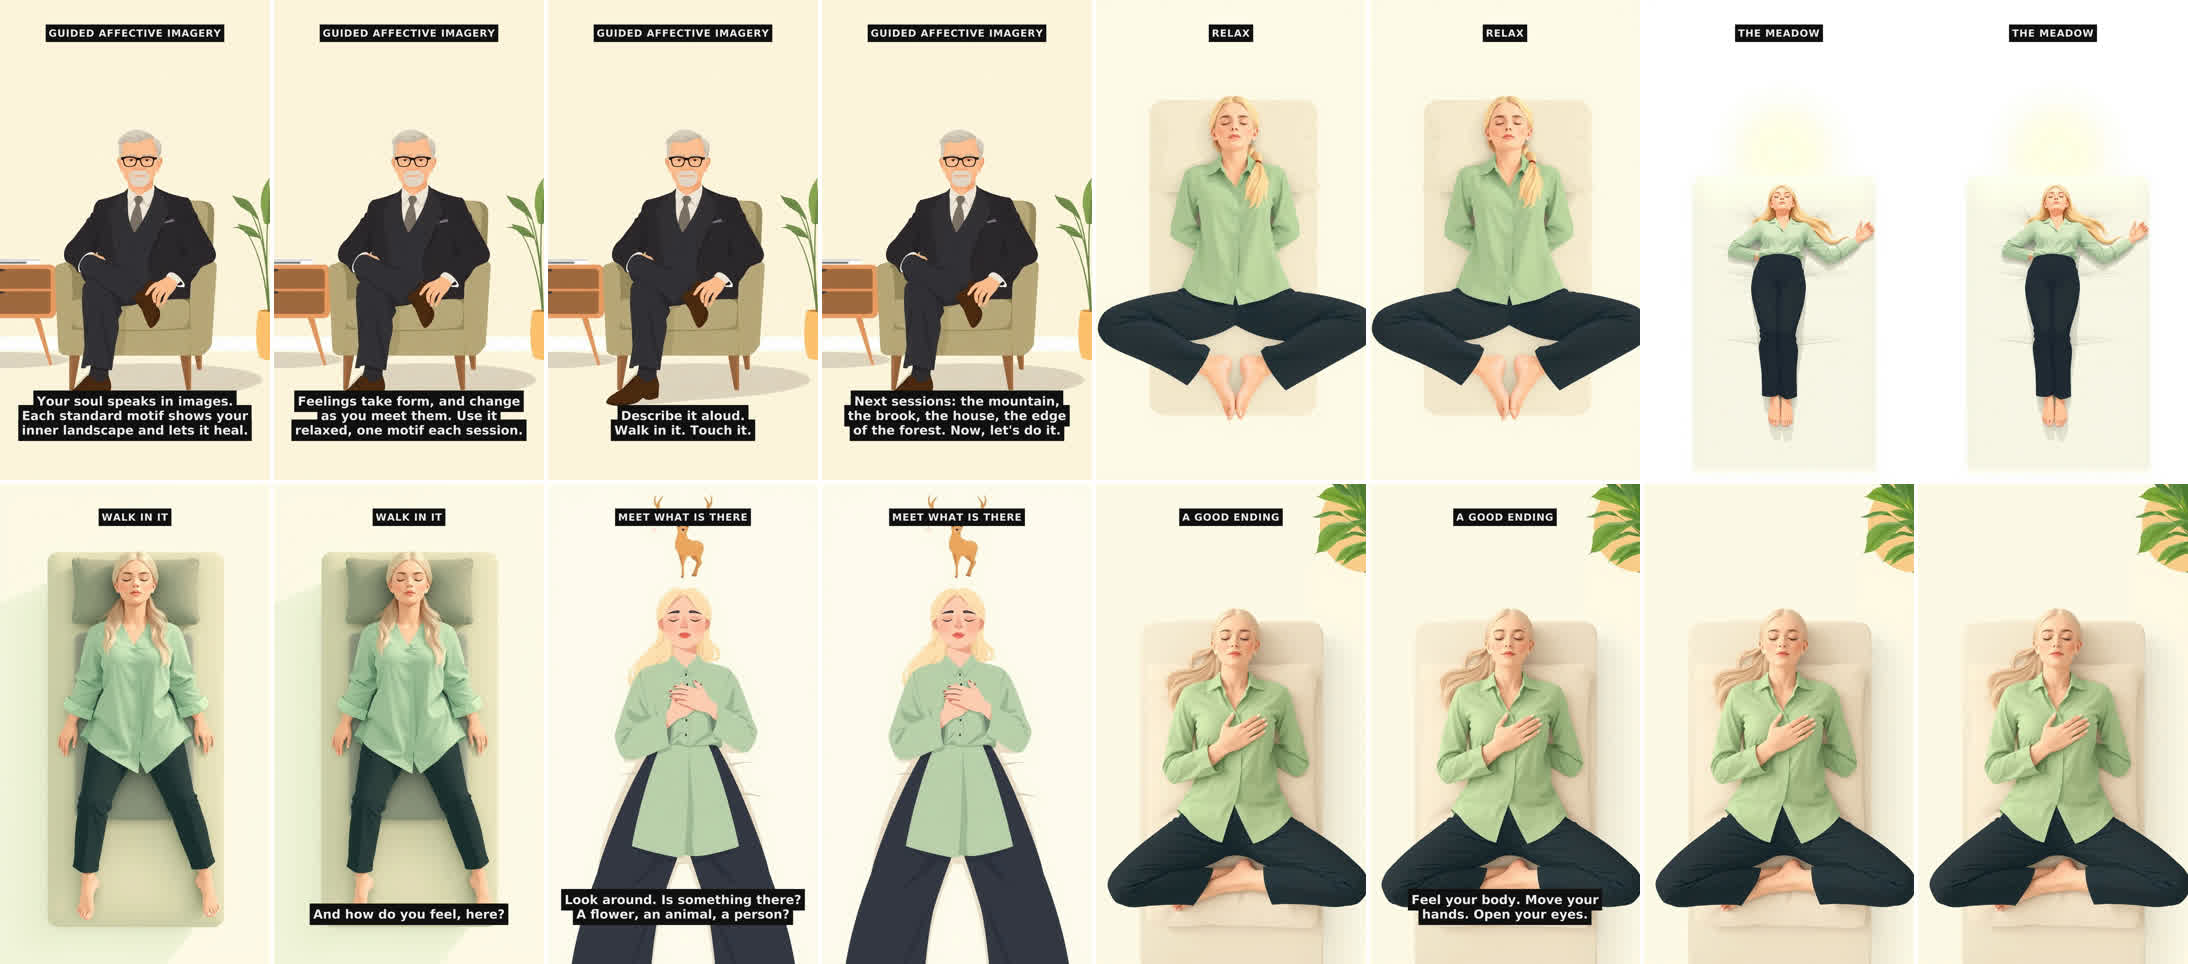 GUIDED AFFECTIVE IMAGERY
Your soul speaks in images.
Each standard motif shows your
inner landscape and lets it heal.
GUIDED AFFECTIVE IMAGERY
Feelings take form, and change
as you meet them. Use it
relaxed, one motif each session.
GUIDED AFFECTIVE IMAGERY
Describe it aloud.
Walk in it. Touch it.
GUIDED AFFECTIVE IMAGERY
Next sessions: the mountain,
the brook, the house, the edge
of the forest. Now, let's do it.
RELAX
RELAX
THE MEADOW
THE MEADOW
WALK IN IT
WALK IN IT
And how do you feel, here?
MEET WHAT IS THERE
Look around. Is something there?
A flower, an animal, a person?
MEET WHAT IS THERE
A GOOD ENDING
A GOOD ENDING
Feel your body. Move your
hands. Open your eyes.